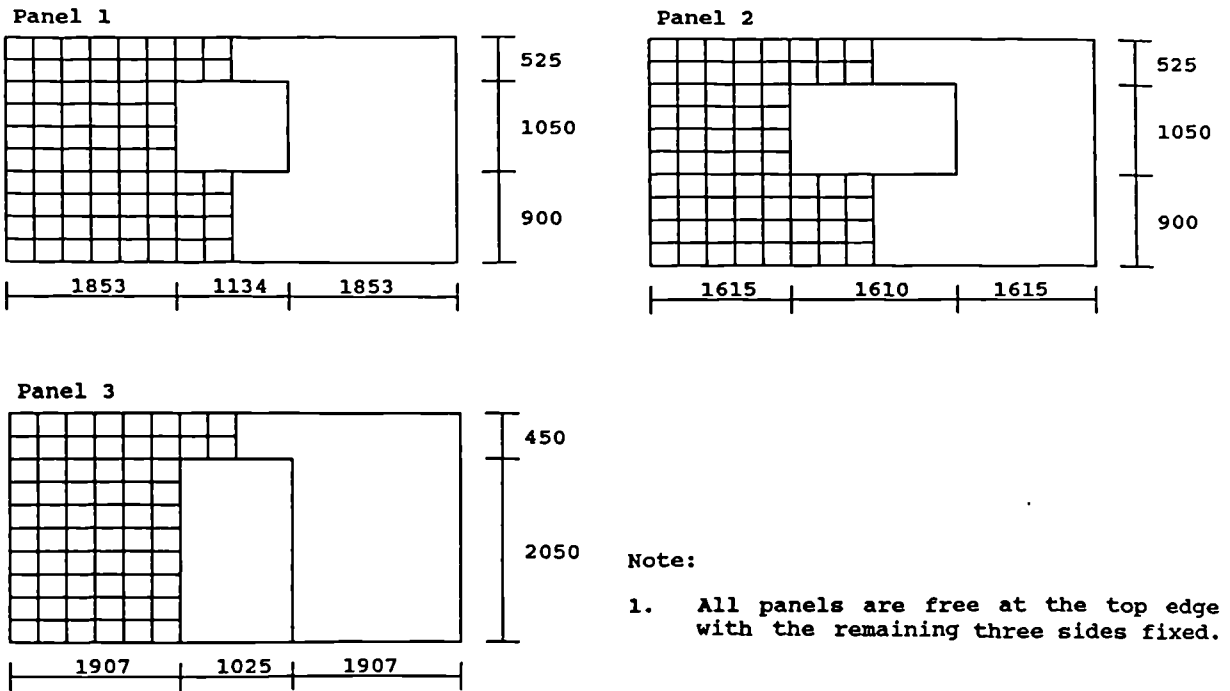 Panel 1
525
1050
900
1853 1134 1853
Panel 2
525
1050
900
1615 1610 1615
Panel 3
450
2050
1907 1025 1907
Note:
1. All panels are free at the top edge
with the remaining three sides fixed.